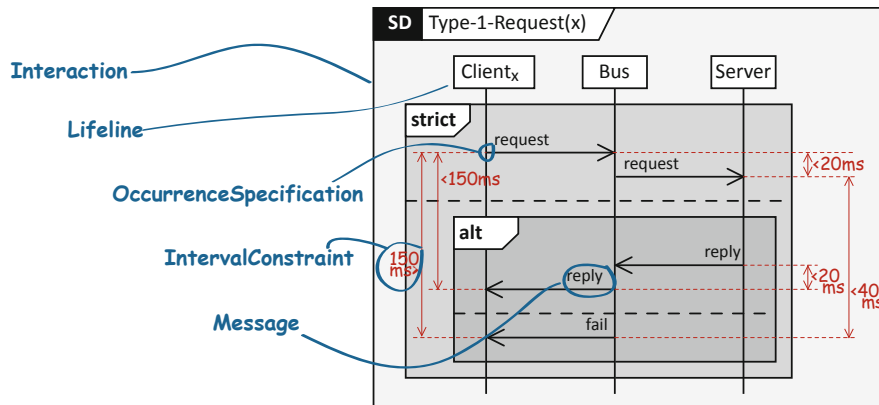 SD Type-1-Request(x)
Interaction
Clientx Bus Server
Lifeline
strict
request
request
<20ms
<150ms
OccurrenceSpecification
alt
IntervalConstraint
150
ms>
reply
reply
<20
ms
<40
ms
Message
fail